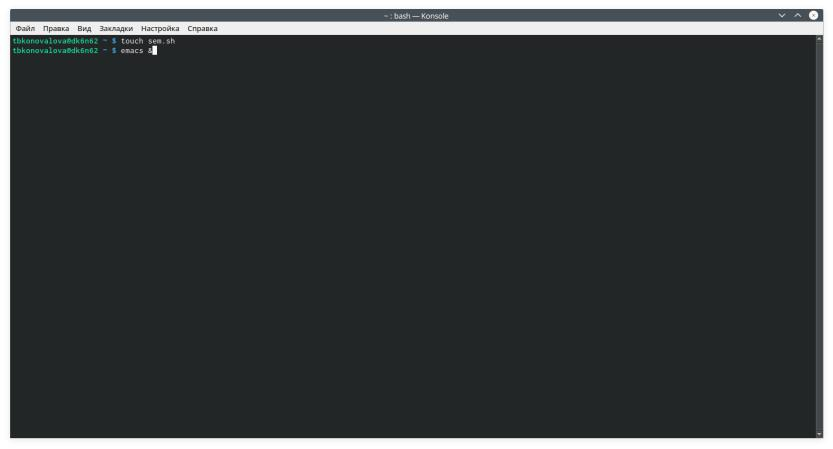 ~ : bash — Konsole
Файл Правка Вид Закладки Настройка Справка
tbkonovalova@dk6n62 ~ $ touch sem.sh
tbkonovalova@dk6n62 ~ $ emacs &